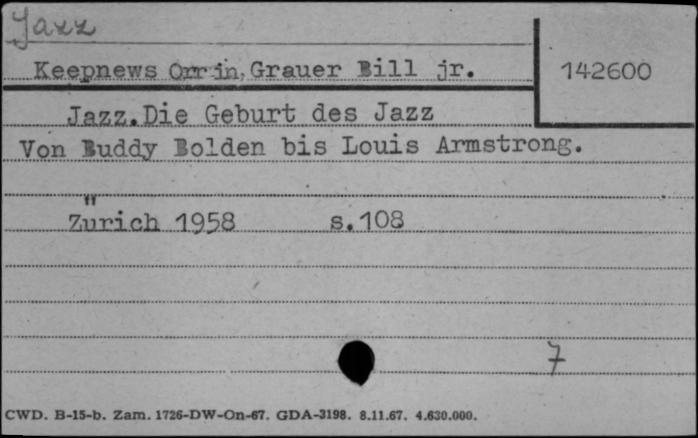 Jazz
Keepnews Orrin, Grauer Bill jr.
142600
Jazz. Die Geburt des Jazz
Von Buddy Bolden bis Louis Armstrong.
Zürich 1958 s.108
7
CWD. B-15-b. Zam. 1726-DW-On-67. GDA-3198. 8.11.67. 4.630.000.